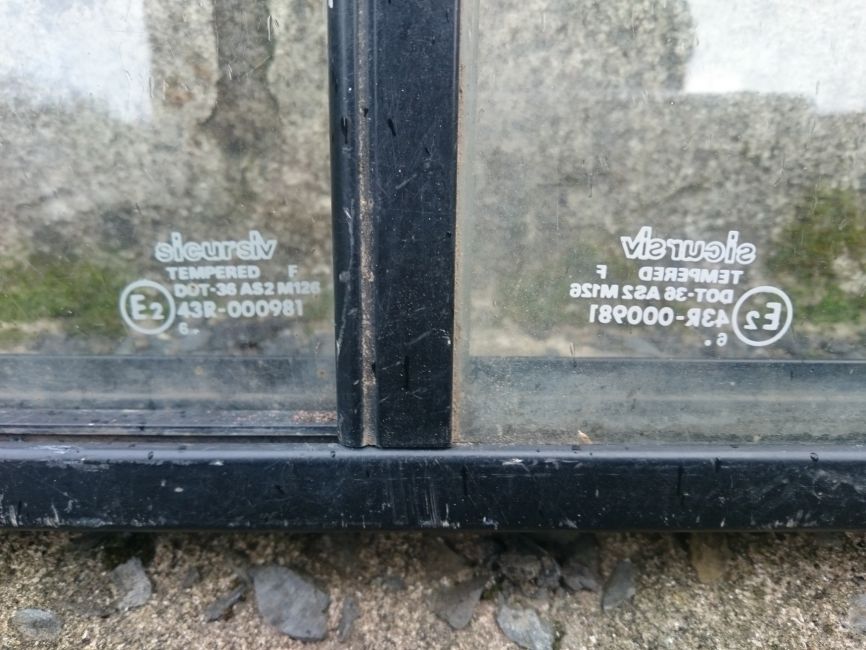 sicursiv
TEMPERED F
DOT-36 AS2 M126
E2 43R-000981
6.
sicursiv
TEMPERED F
DOT-36 AS2 M126
E2 43R-000981
6.